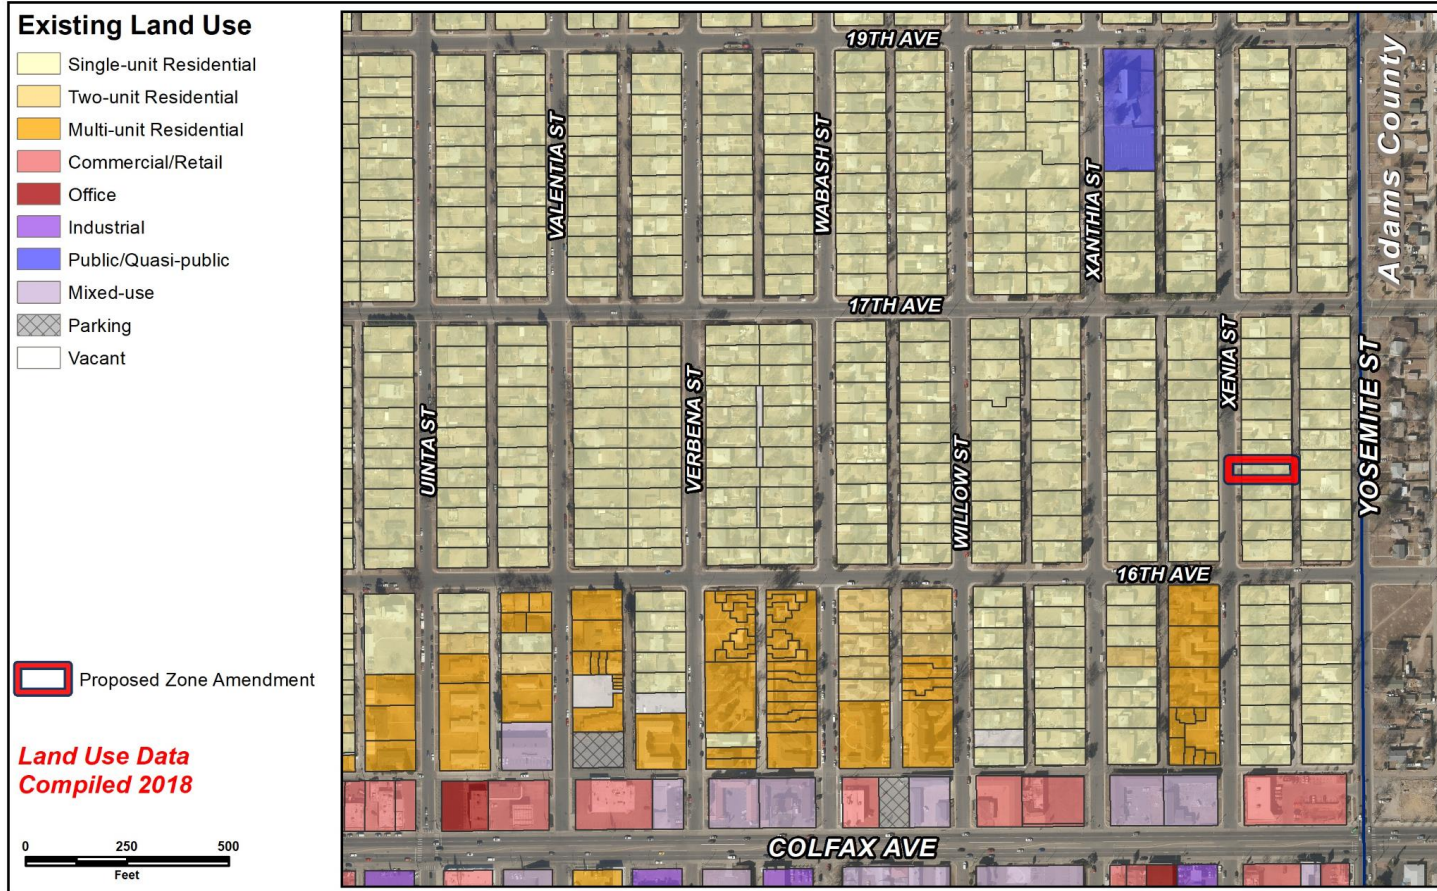 Existing Land Use
Single-unit Residential
Two-unit Residential
Multi-unit Residential
Commercial/Retail
Office
Industrial
Public/Quasi-public
Mixed-use
Parking
Vacant
Proposed Zone Amendment
Land Use Data
Compiled 2018
0 250 500
Feet
19TH AVE
VALENTIA ST
WABASH ST
XANTHIA ST
Adams County
17TH AVE
UINTA ST
VERBENA ST
WILLOW ST
XENIA ST
YOSEMITE ST
16TH AVE
COLFAX AVE